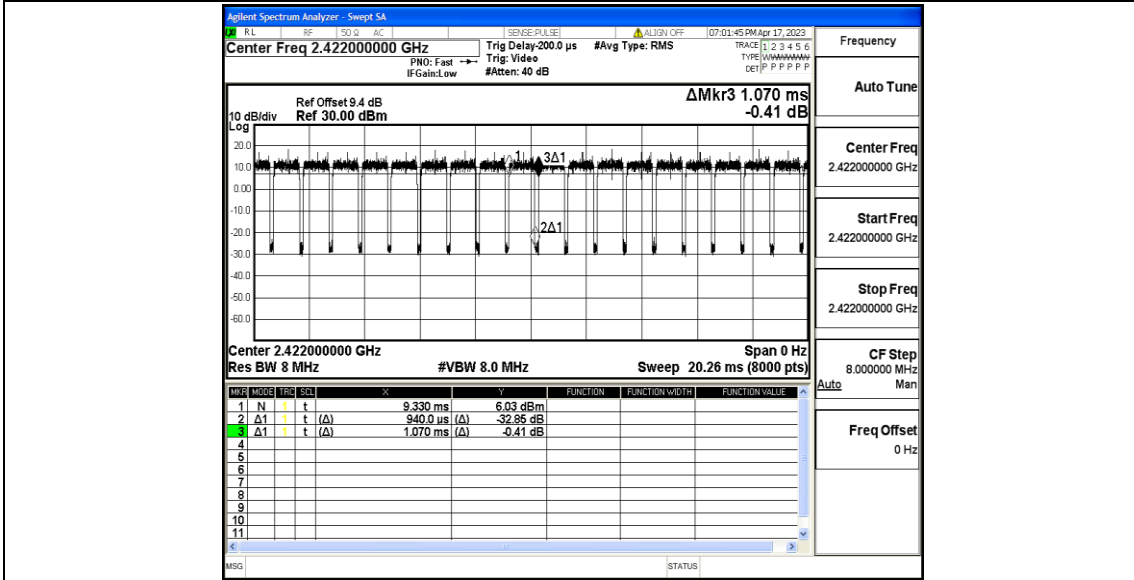 Agilent Spectrum Analyzer - Swept SA
RL RF 50 Ω AC SENSE:PULSE ALIGN OFF 07:01:45 PM Apr 17, 2023
Center Freq 2.422000000 GHz
Trig Delay-200.0 µs #Avg Type: RMS
TRACE 1 2 3 4 5 6
PNO: Fast Trig: Video
TYPE
IFGain:Low #Atten: 40 dB
DET P P P P P P
Frequency
ΔMkr3 1.070 ms
-0.41 dB
Ref Offset 9.4 dB
10 dB/div Ref 30.00 dBm
Log
20.0
10.0
0.00
-10.0
-20.0
-30.0
-40.0
-50.0
-60.0
1
3Δ1
2Δ1
Center 2.422000000 GHz Span 0 Hz
Res BW 8 MHz #VBW 8.0 MHz Sweep 20.26 ms (8000 pts)
MKR MODE TRC SCL X Y FUNCTION FUNCTION WIDTH FUNCTION VALUE
1 N 1 t 9.330 ms 6.03 dBm
2 Δ1 1 t (Δ) 940.0 µs (Δ) -32.85 dB
3 Δ1 1 t (Δ) 1.070 ms (Δ) -0.41 dB
4
5
6
7
8
9
10
11
MSG STATUS
Auto Tune
Center Freq
2.422000000 GHz
Start Freq
2.422000000 GHz
Stop Freq
2.422000000 GHz
CF Step
8.000000 MHz
Auto Man
Freq Offset
0 Hz